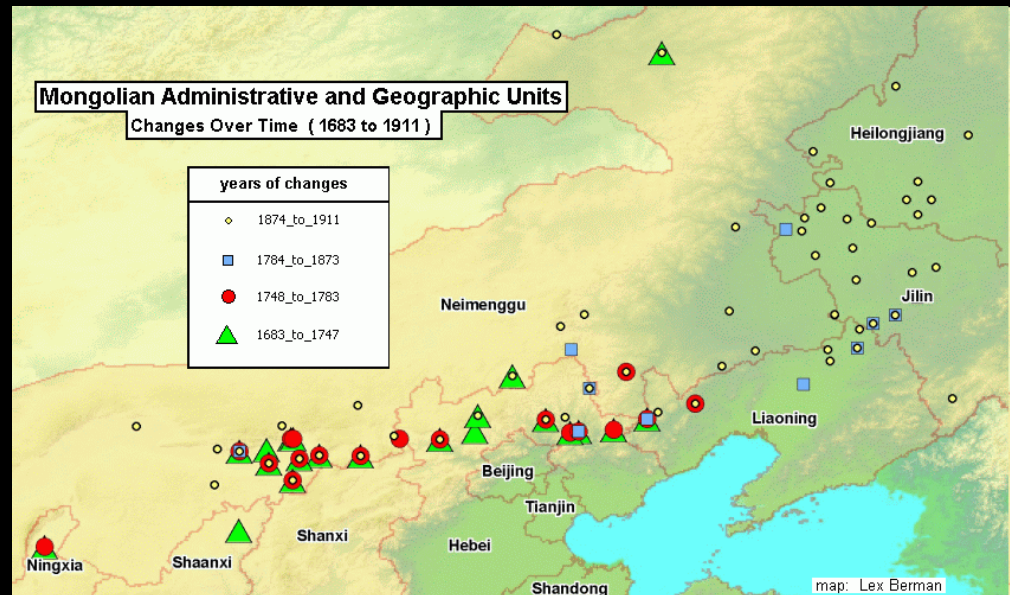 Mongolian Administrative and Geographic Units
Changes Over Time ( 1683 to 1911 )
years of changes
1874_to_1911
1784_to_1873
1748_to_1783
1683_to_1747
Heilongjiang
Neimenggu
Jilin
Liaoning
Beijing
Tianjin
Shanxi
Hebei
Shaanxi
Ningxia
Shandong
map: Lex Berman